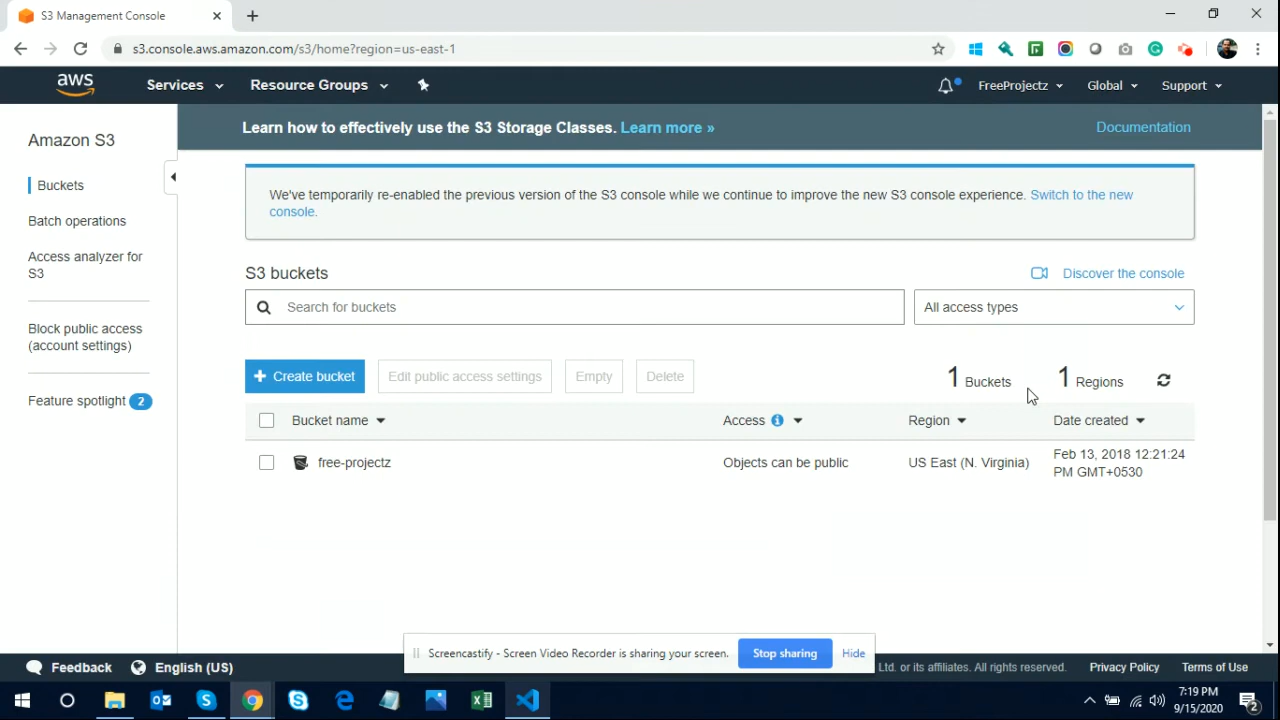 S3 Management Console
s3.console.aws.amazon.com/s3/home?region=us-east-1
aws
Services
Resource Groups
FreeProjectz
Global
Support
Amazon S3
Buckets
Batch operations
Access analyzer for
S3
Block public access
(account settings)
Feature spotlight 2
Learn how to effectively use the S3 Storage Classes. Learn more »
Documentation
We've temporarily re-enabled the previous version of the S3 console while we continue to improve the new S3 console experience. Switch to the new
console.
S3 buckets
Discover the console
Search for buckets
All access types
+ Create bucket
Edit public access settings
Empty
Delete
1 Buckets
1 Regions
Bucket name
Access
Region
Date created
free-projectz
Objects can be public
US East (N. Virginia)
Feb 13, 2018 12:21:24
PM GMT+0530
Screencastify - Screen Video Recorder is sharing your screen.
Stop sharing
Hide
Feedback
English (US)
Ltd. or its affiliates. All rights reserved.
Privacy Policy
Terms of Use
7:19 PM
9/15/2020
2